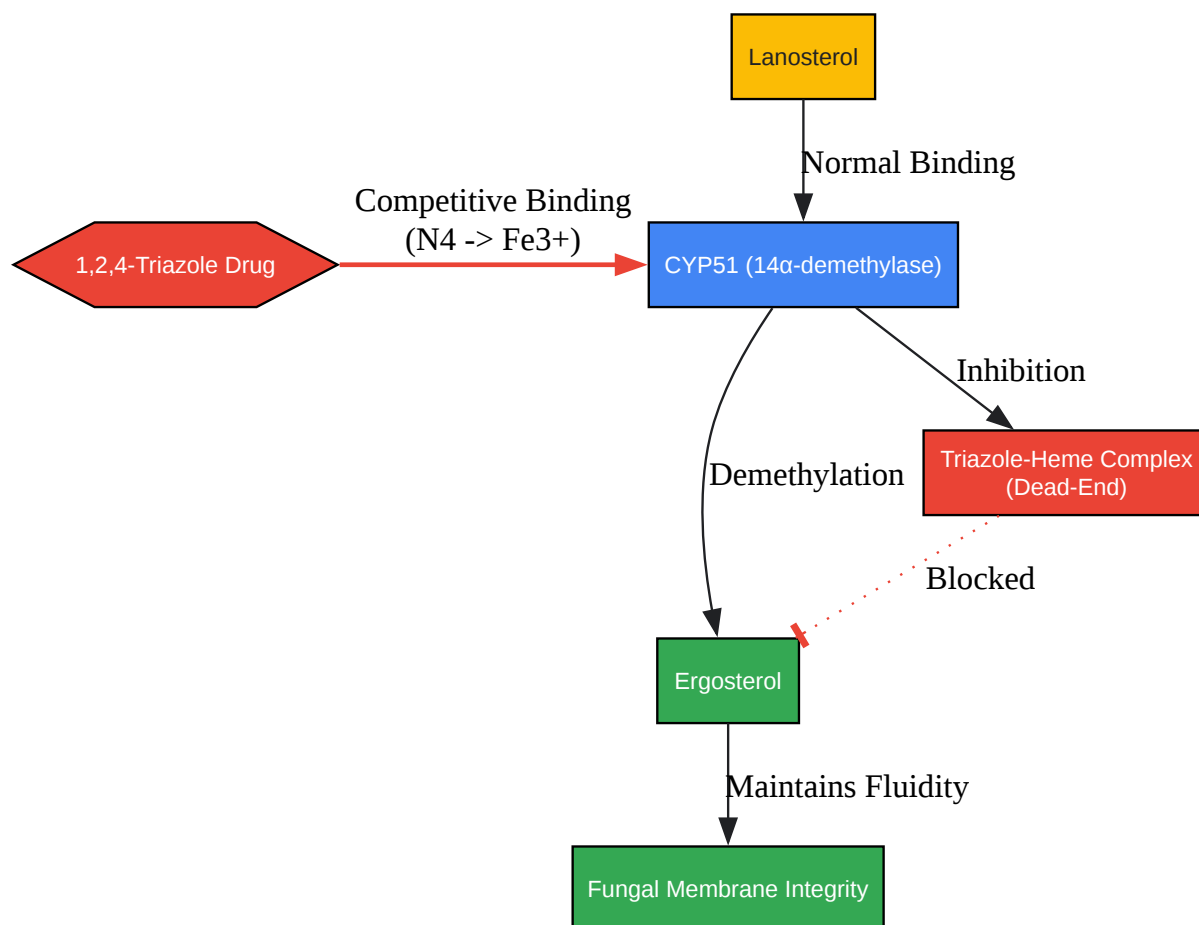 Lanosterol
Normal Binding
Competitive Binding
(N4 -> Fe3+)
1,2,4-Triazole Drug
CYP51 (14α-demethylase)
Inhibition
Demethylation
Triazole-Heme Complex
(Dead-End)
Blocked
Ergosterol
Maintains Fluidity
Fungal Membrane Integrity